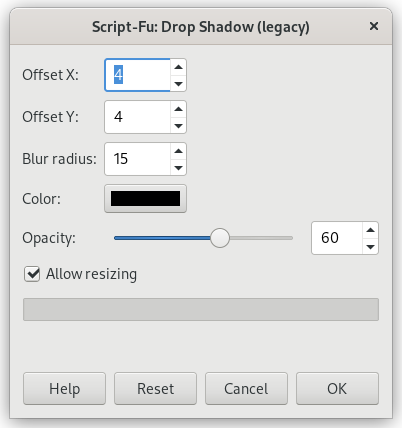 Script-Fu: Drop Shadow (legacy) ×
Offset X: 4
Offset Y: 4
Blur radius: 15
Color:
Opacity: 60
Allow resizing
Help Reset Cancel OK